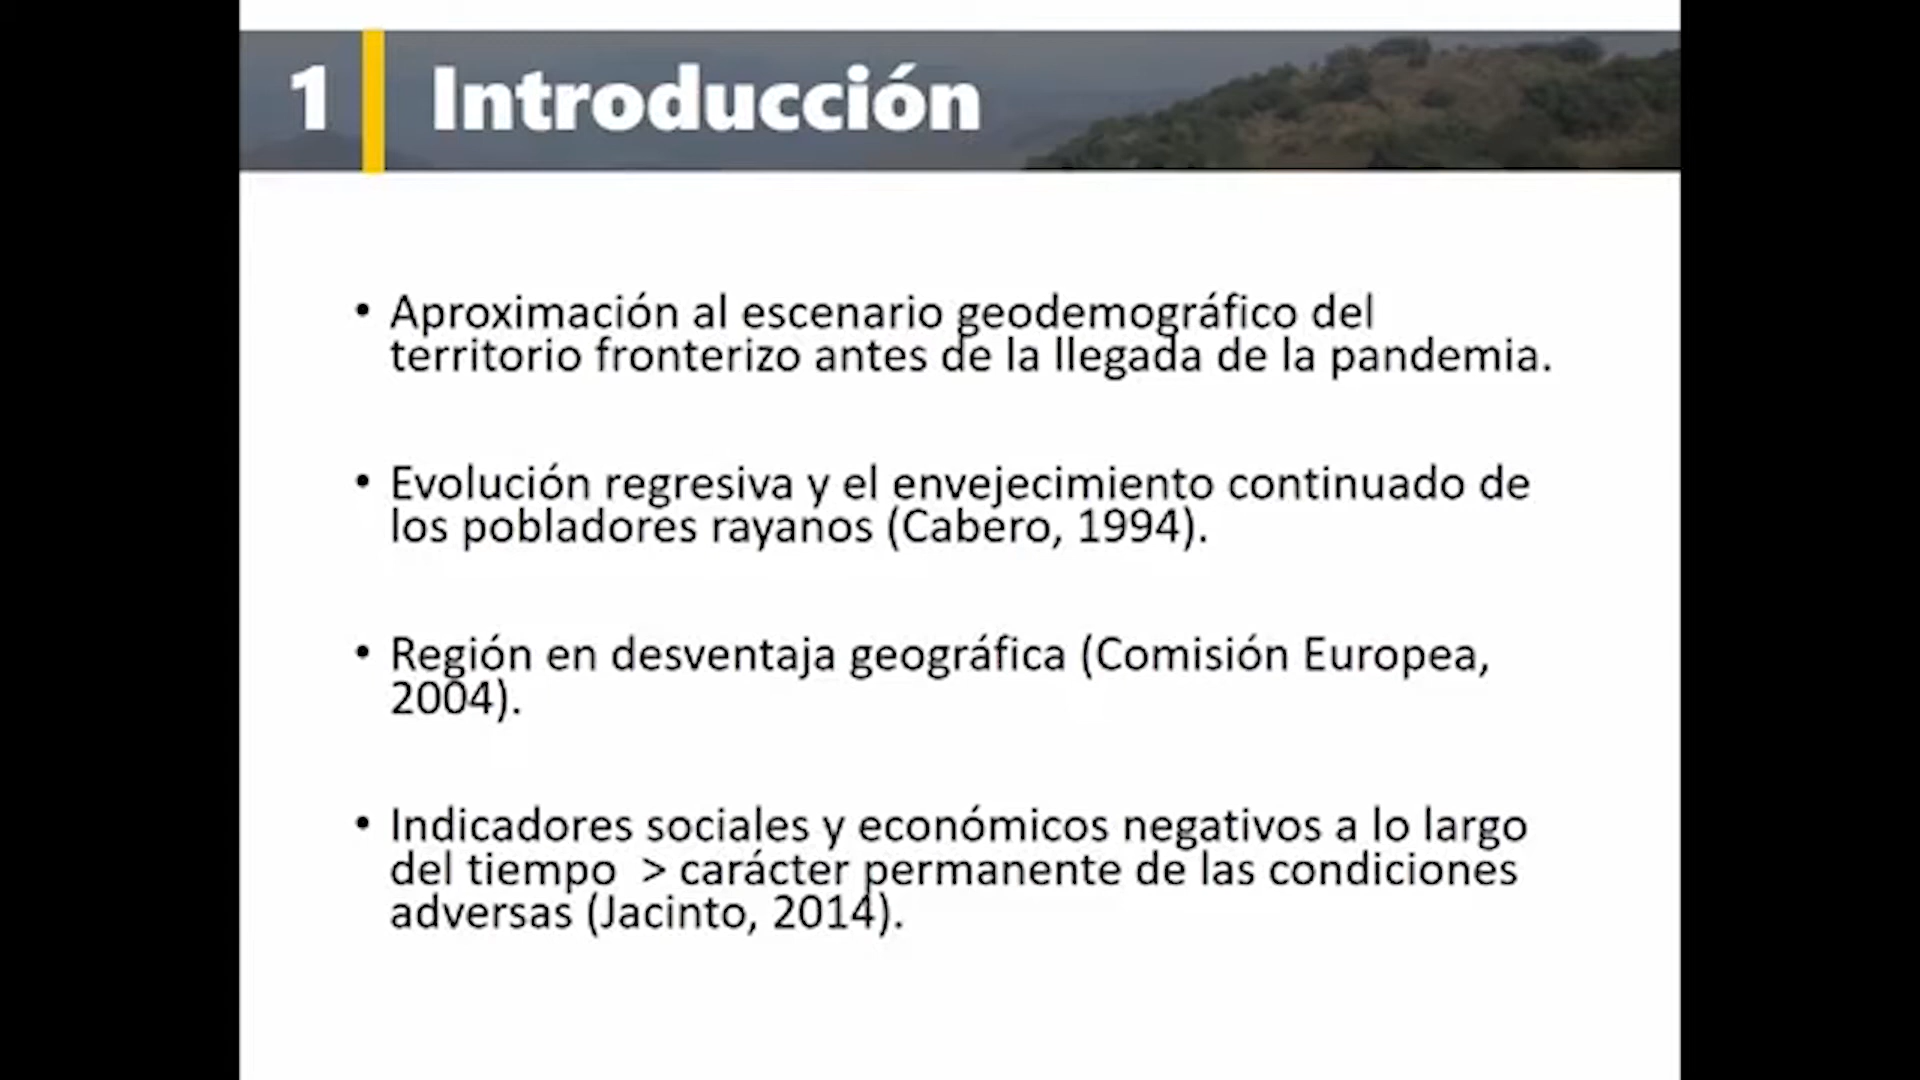 1 Introducción
• Aproximación al escenario geodemográfico del
territorio fronterizo antes de la llegada de la pandemia.
• Evolución regresiva y el envejecimiento continuado de
los pobladores rayanos (Cabero, 1994).
• Región en desventaja geográfica (Comisión Europea,
2004).
• Indicadores sociales y económicos negativos a lo largo
del tiempo > carácter permanente de las condiciones
adversas (Jacinto, 2014).